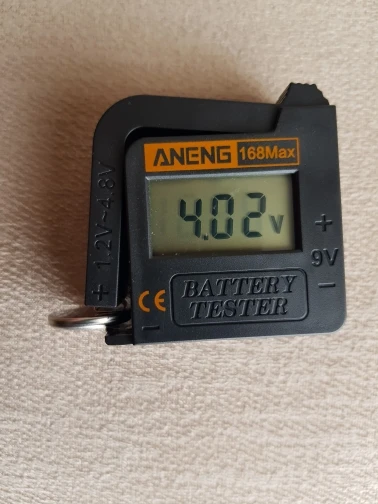 ANENG 168Max
+ 1.2V~4.8V
4.02V
+
9V
−
CE
BATTERY
TESTER
−